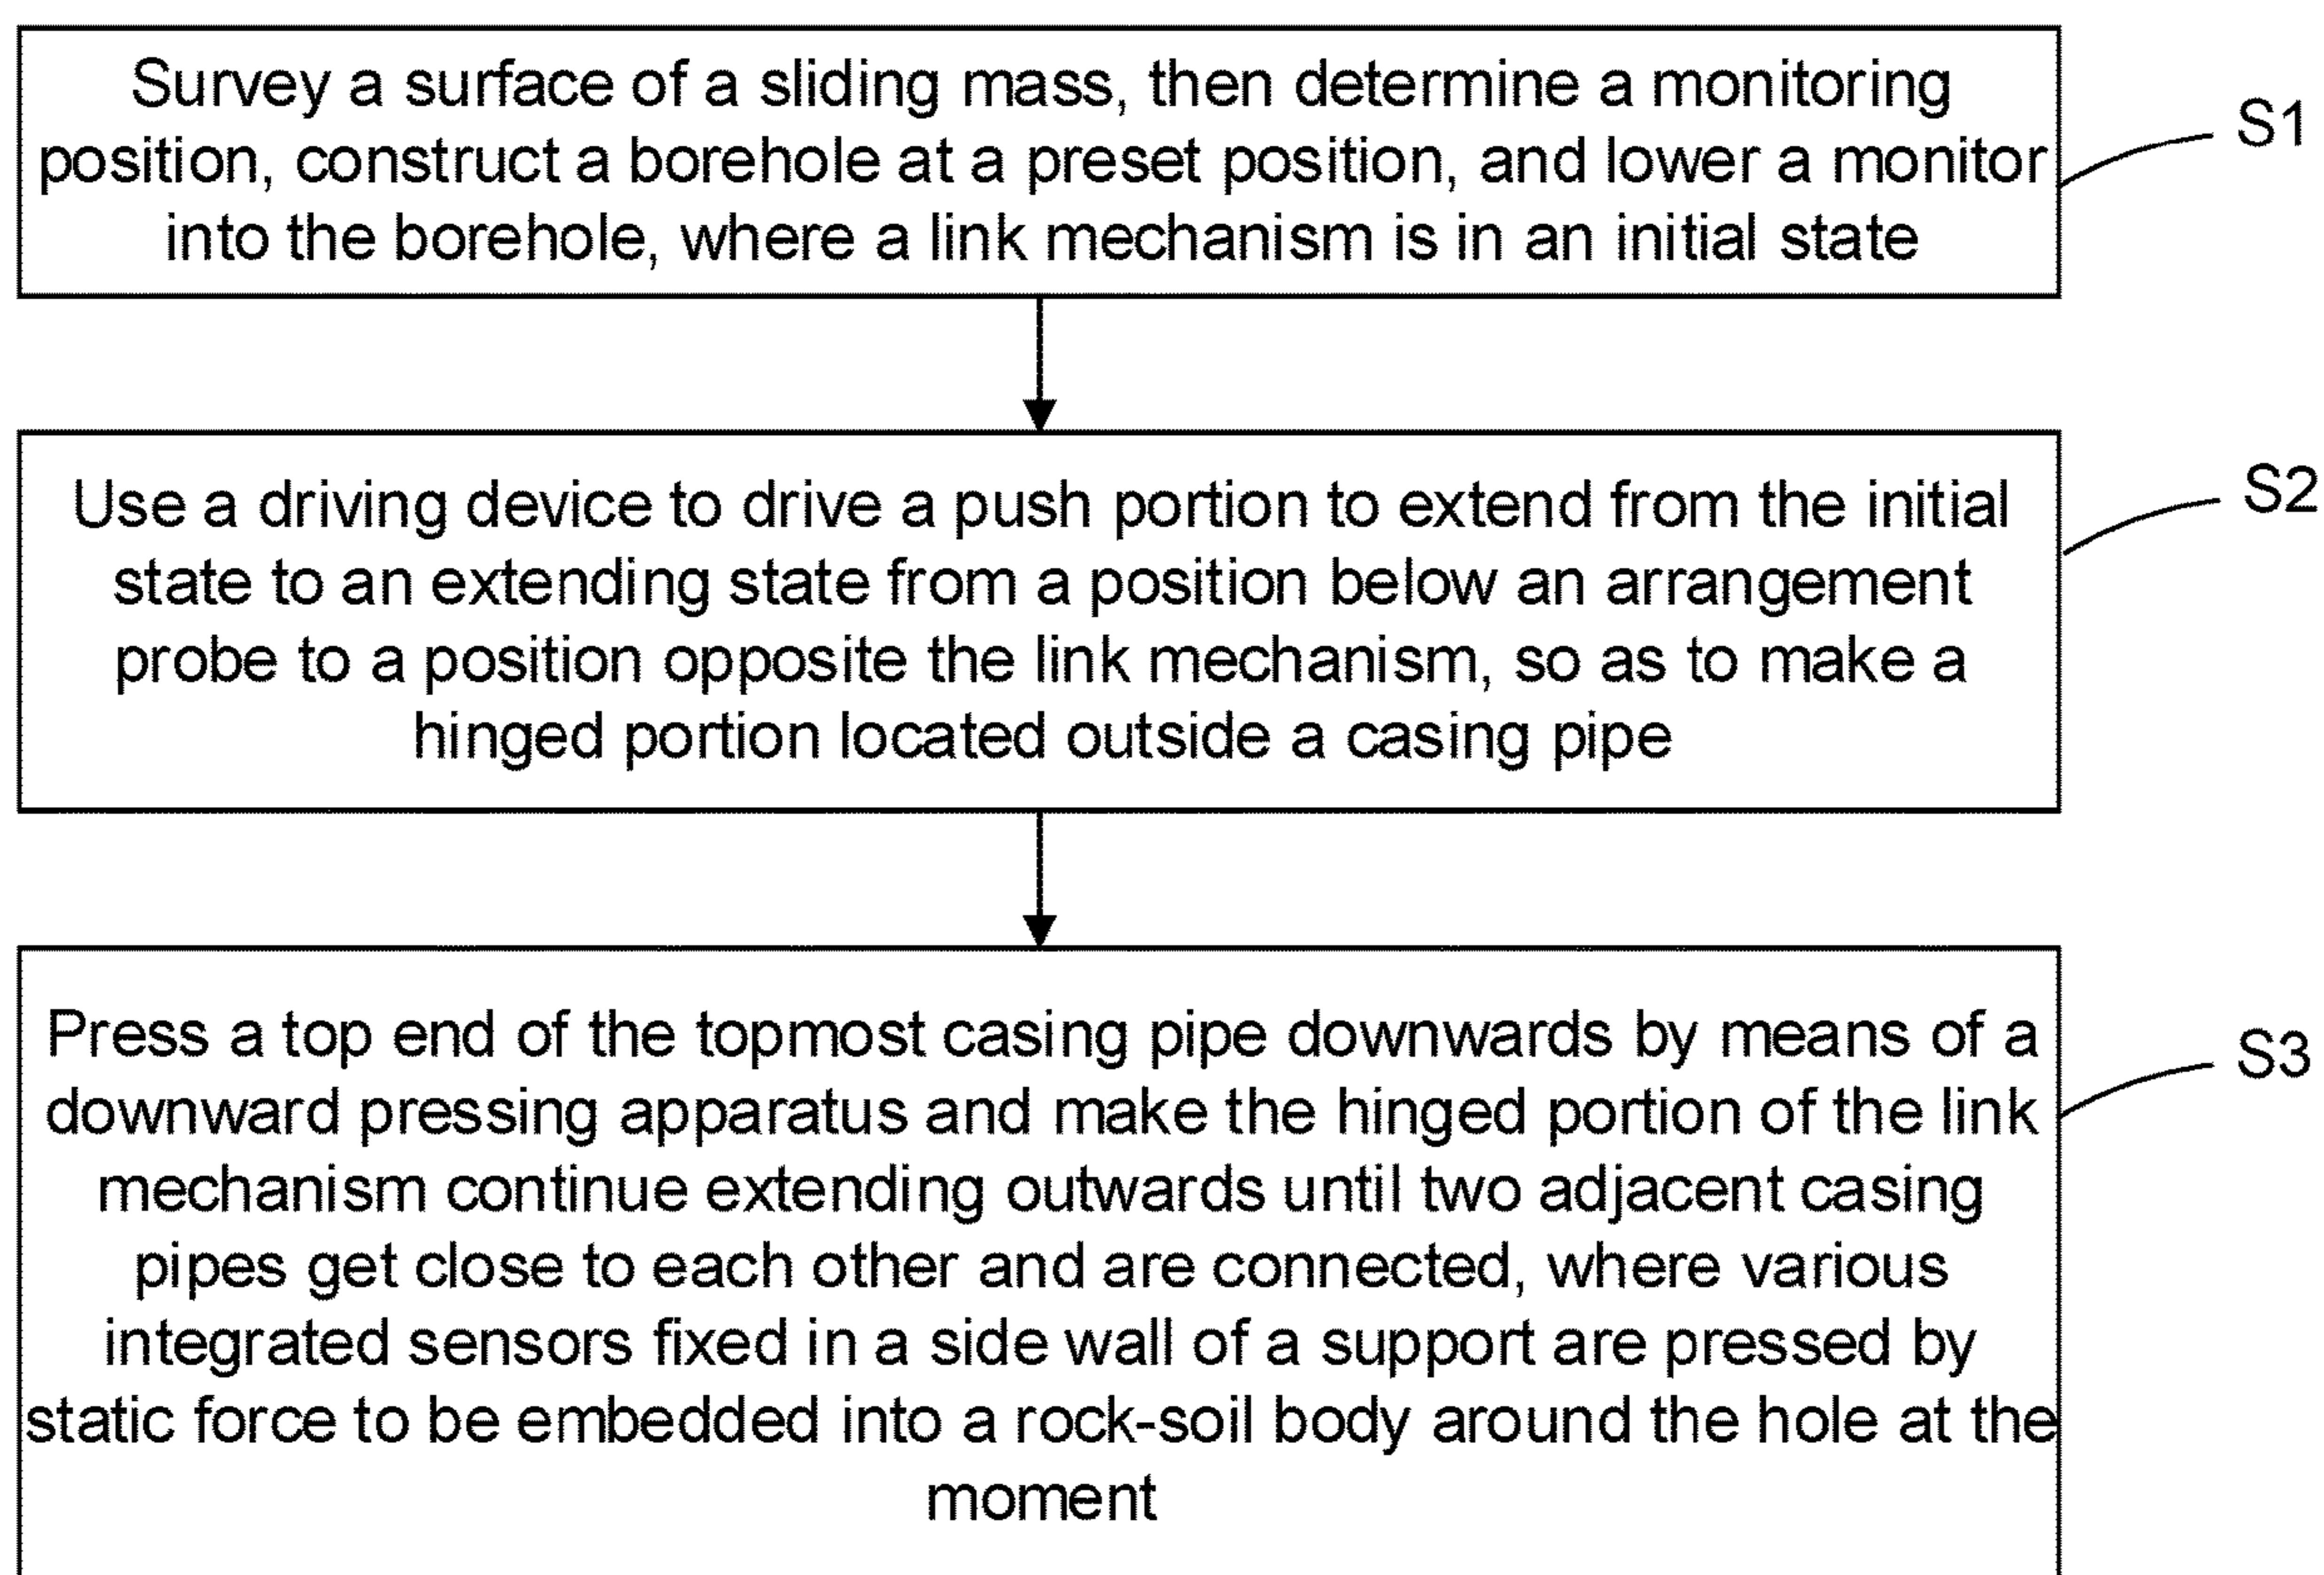 Survey a surface of a sliding mass, then determine a monitoring
position, construct a borehole at a preset position, and lower a monitor
into the borehole, where a link mechanism is in an initial state
S1
Use a driving device to drive a push portion to extend from the initial
state to an extending state from a position below an arrangement
probe to a position opposite the link mechanism, so as to make a
hinged portion located outside a casing pipe
S2
Press a top end of the topmost casing pipe downwards by means of a
downward pressing apparatus and make the hinged portion of the link
mechanism continue extending outwards until two adjacent casing
pipes get close to each other and are connected, where various
integrated sensors fixed in a side wall of a support are pressed by
static force to be embedded into a rock-soil body around the hole at the
moment
S3